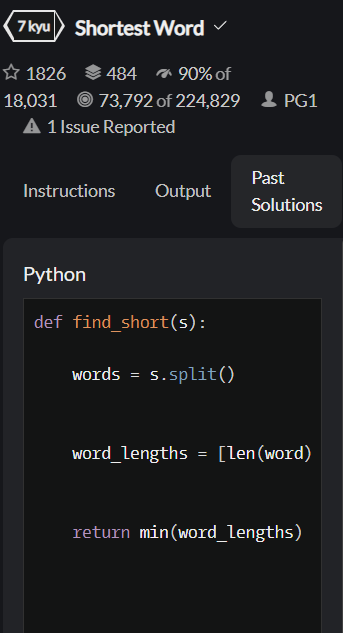 7 kyu Shortest Word
1826 484 90% of
18,031 73,792 of 224,829 PG1
1 Issue Reported
Instructions Output Past Solutions
Python
def find_short(s):
words = s.split()
word_lengths = [len(word)
return min(word_lengths)